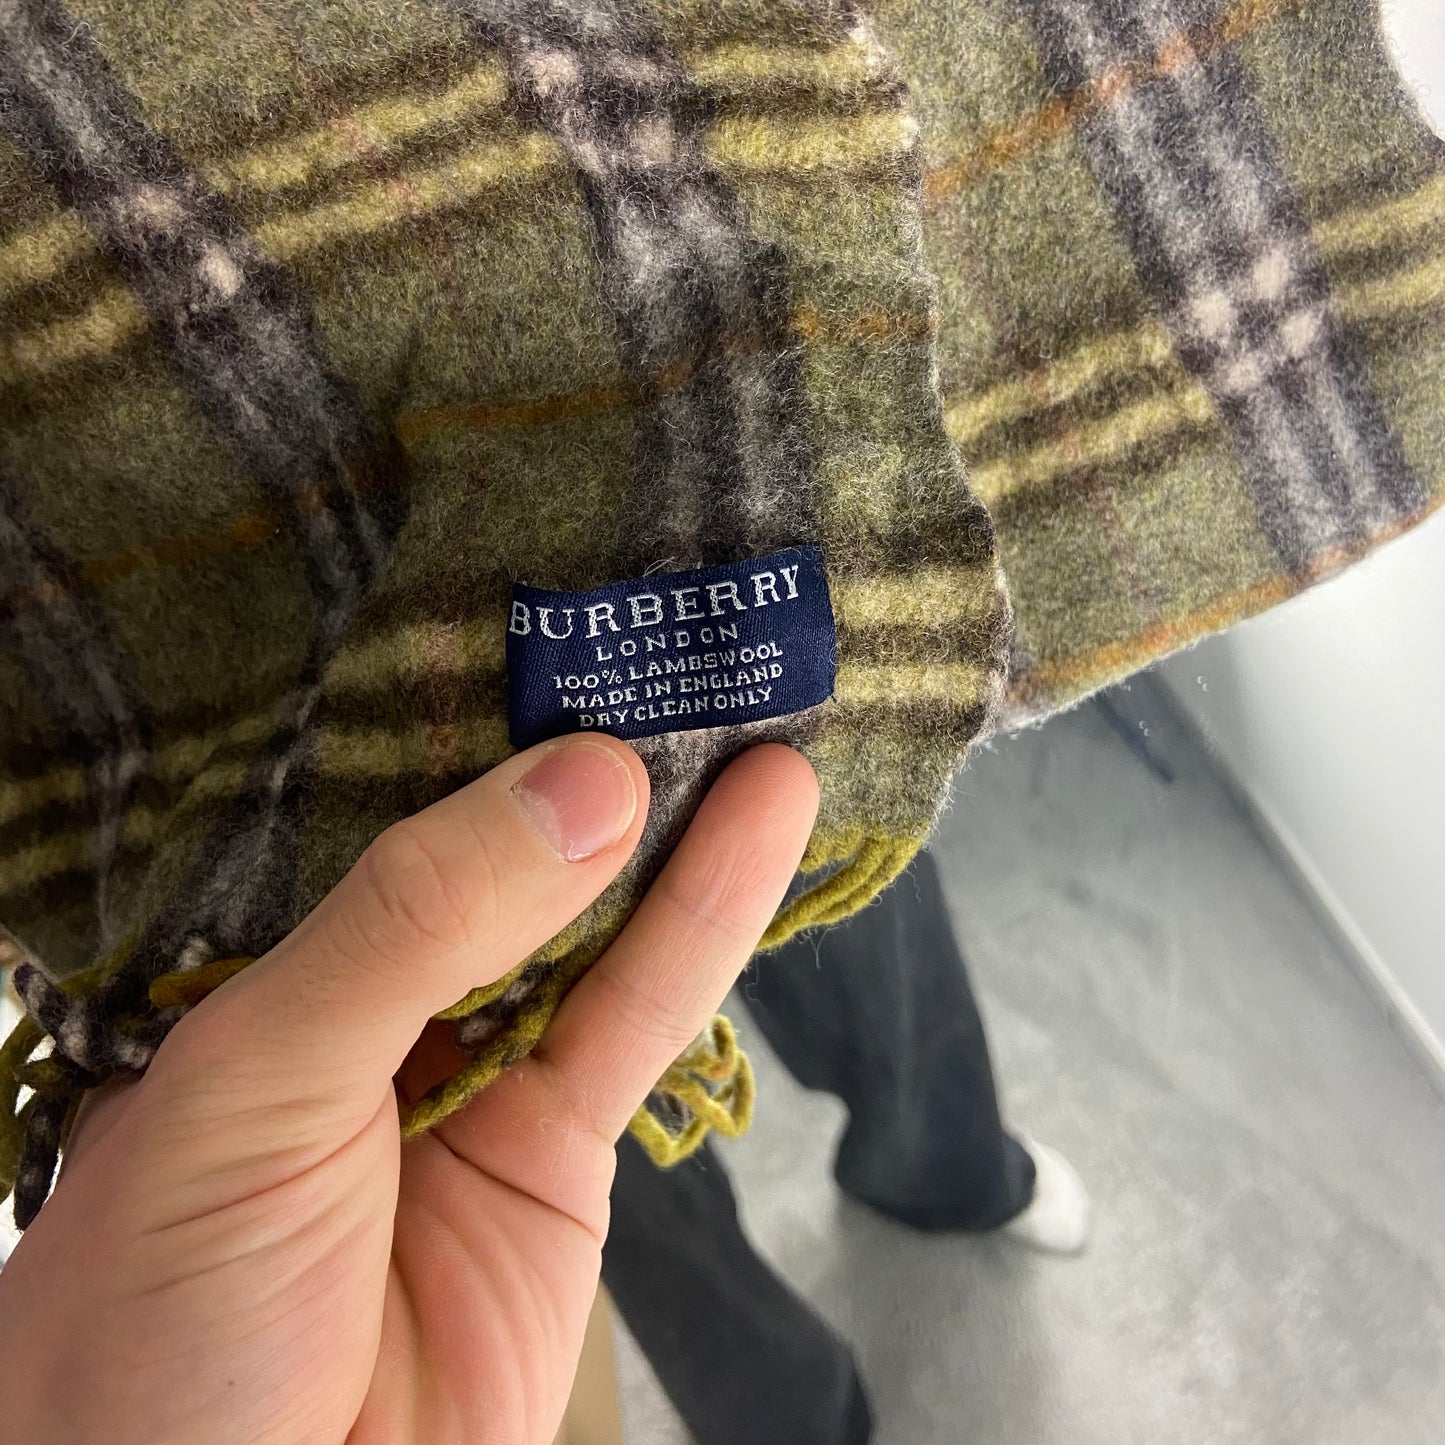 BURBERRY
LONDON
100% LAMBSWOOL
MADE IN ENGLAND
DRY CLEAN ONLY